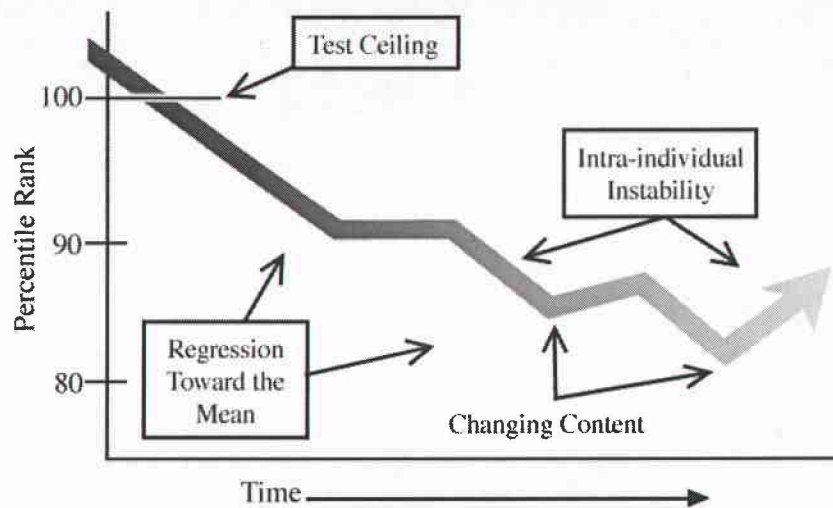 Test Ceiling
100
Intra-individual
Instability
Percentile Rank
90
Regression
Toward the
Mean
80
Changing Content
Time